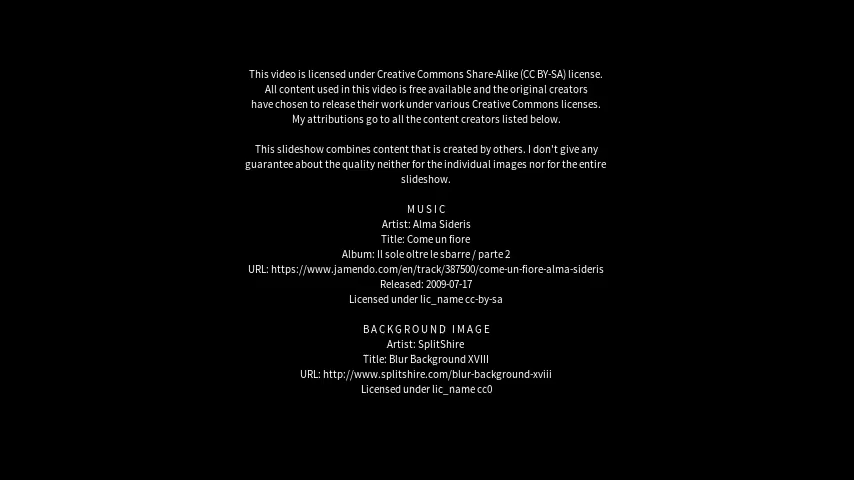 This video is licensed under Creative Commons Share-Alike (CC BY-SA) license.
All content used in this video is free available and the original creators
have chosen to release their work under various Creative Commons licenses.
My attributions go to all the content creators listed below.
This slideshow combines content that is created by others. I don't give any
guarantee about the quality neither for the individual images nor for the entire
slideshow.
MUSIC
Artist: Alma Sideris
Title: Come un fiore
Album: Il sole oltre le sbarre / parte 2
URL: https://www.jamendo.com/en/track/387500/come-un-fiore-alma-sideris
Released: 2009-07-17
Licensed under lic_name cc-by-sa
BACKGROUND IMAGE
Artist: SplitShire
Title: Blur Background XVIII
URL: http://www.splitshire.com/blur-background-xviii
Licensed under lic_name cc0